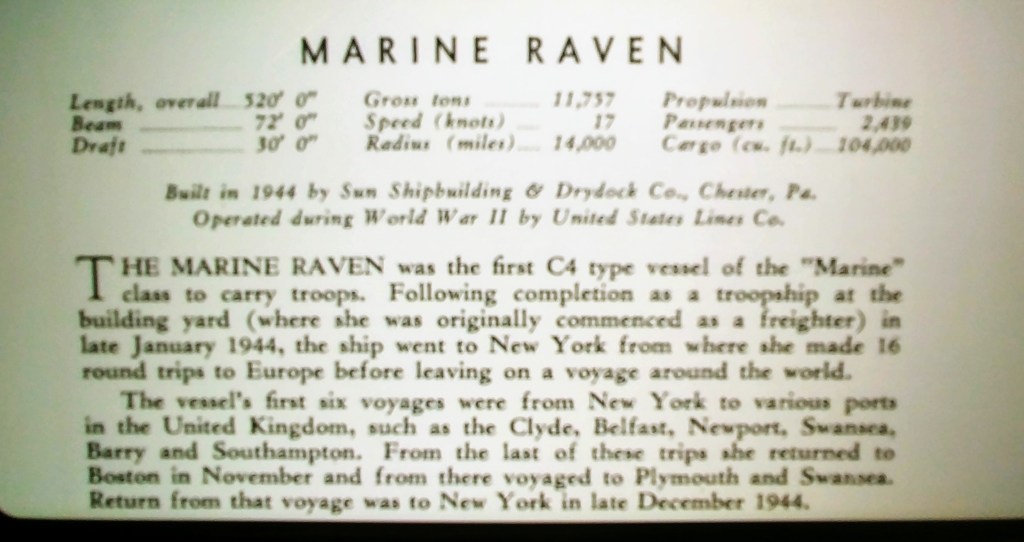 MARINE RAVEN
Length, overall 520' 0" Gross tons 11,757 Propulsion Turbine
Beam 72' 0" Speed (knots) 17 Passengers 2,439
Draft 30' 0" Radius (miles) 14,000 Cargo (cu. ft.) 104,000
Built in 1944 by Sun Shipbuilding & Drydock Co., Chester, Pa.
Operated during World War II by United States Lines Co.
THE MARINE RAVEN was the first C4 type vessel of the "Marine"
class to carry troops. Following completion as a troopship at the
building yard (where she was originally commenced as a freighter) in
late January 1944, the ship went to New York from where she made 16
round trips to Europe before leaving on a voyage around the world.
The vessel's first six voyages were from New York to various ports
in the United Kingdom, such as the Clyde, Belfast, Newport, Swansea,
Barry and Southampton. From the last of these trips she returned to
Boston in November and from there voyaged to Plymouth and Swansea.
Return from that voyage was to New York in late December 1944.